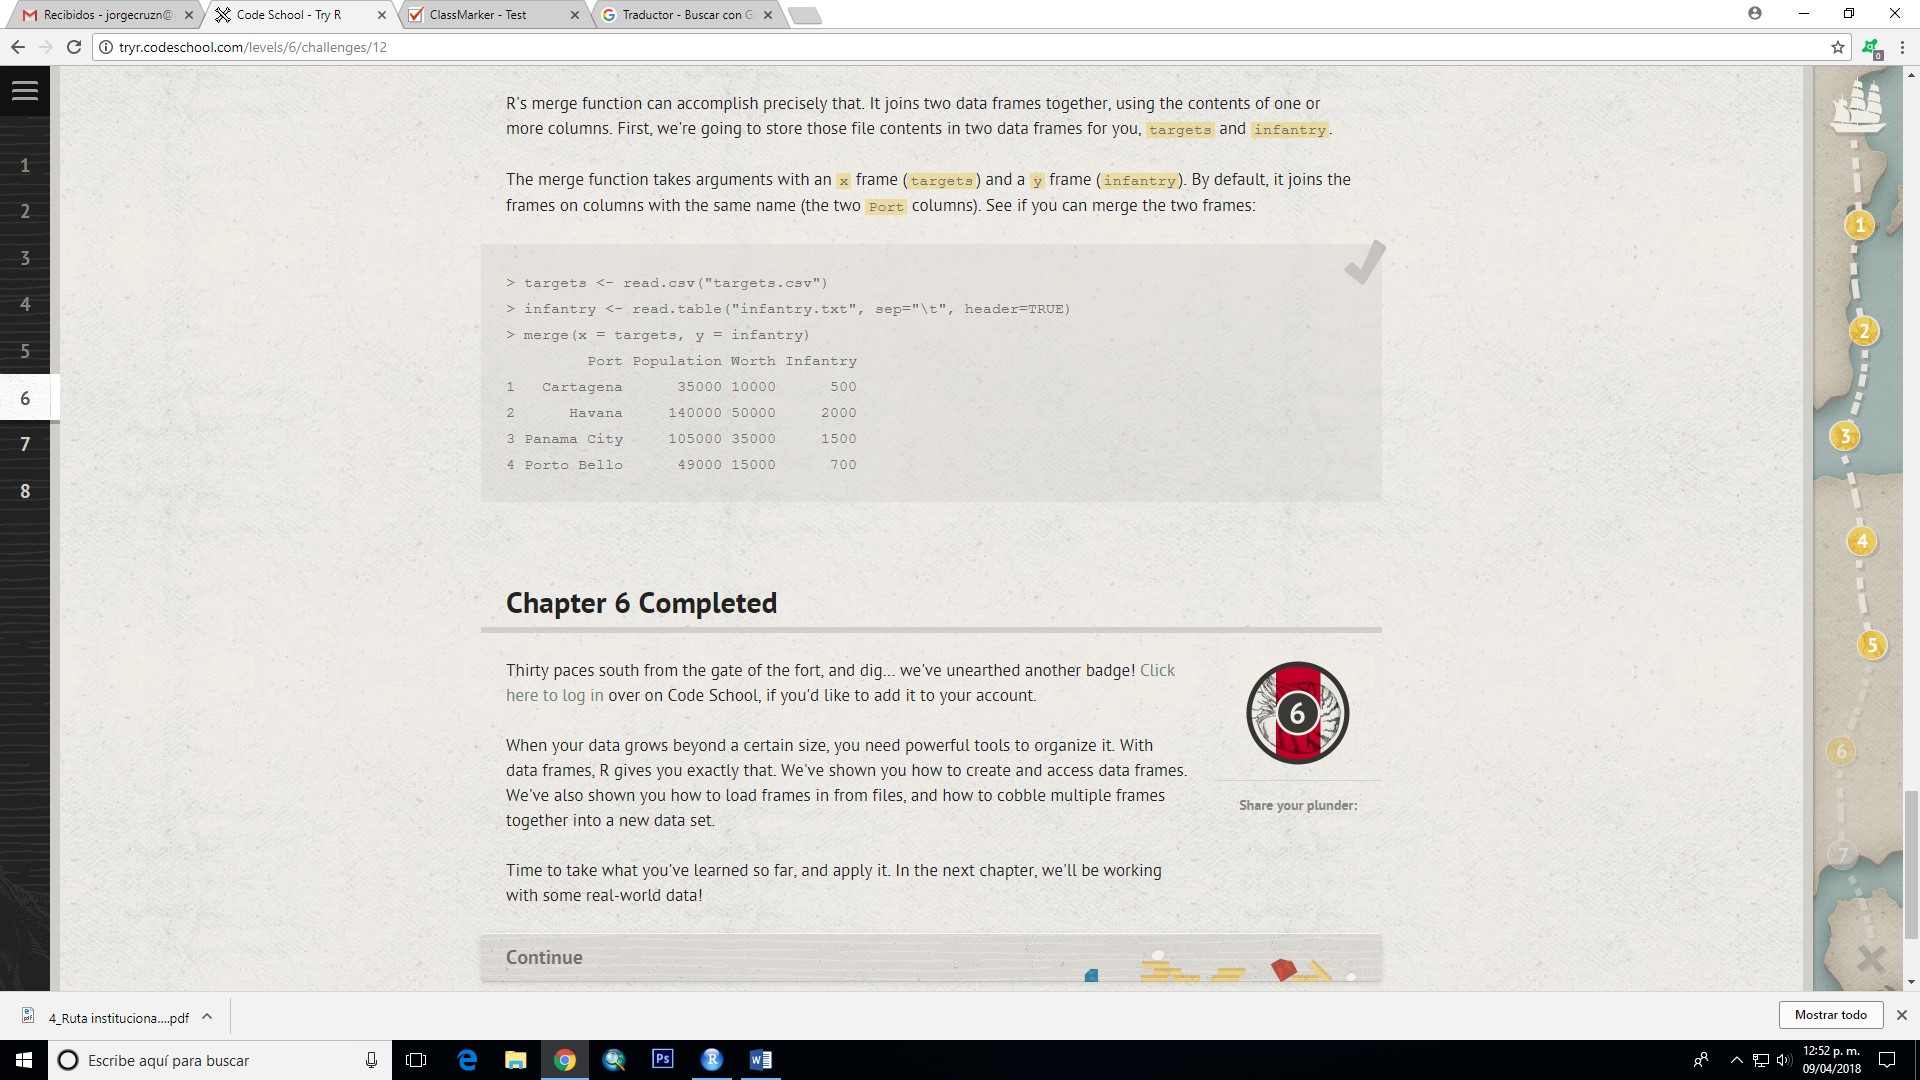 Recibidos - jorgecruzn@
Code School - Try R
ClassMarker - Test
Traductor - Buscar con G
tryr.codeschool.com/levels/6/challenges/12
0
R's merge function can accomplish precisely that. It joins two data frames together, using the contents of one or
more columns. First, we're going to store those file contents in two data frames for you, targets and infantry.
The merge function takes arguments with an x frame (targets) and a y frame (infantry). By default, it joins the
frames on columns with the same name (the two Port columns). See if you can merge the two frames:
> targets <- read.csv("targets.csv")
> infantry <- read.table("infantry.txt", sep="\t", header=TRUE)
> merge(x = targets, y = infantry)
Port Population Worth Infantry
1 Cartagena 35000 10000 500
2 Havana 140000 50000 2000
3 Panama City 105000 35000 1500
4 Porto Bello 49000 15000 700
1
2
3
4
5
6
7
8
Chapter 6 Completed
Thirty paces south from the gate of the fort, and dig... we've unearthed another badge! Click
here to log in over on Code School, if you'd like to add it to your account.
When your data grows beyond a certain size, you need powerful tools to organize it. With
data frames, R gives you exactly that. We've shown you how to create and access data frames.
We've also shown you how to load frames in from files, and how to cobble multiple frames
together into a new data set.
Time to take what you've learned so far, and apply it. In the next chapter, we'll be working
with some real-world data!
6
Share your plunder:
Continue
1
2
3
4
5
6
7
4_Ruta instituciona....pdf
Mostrar todo
Escribe aquí para buscar
Ps
R
W
12:52 p. m.
09/04/2018